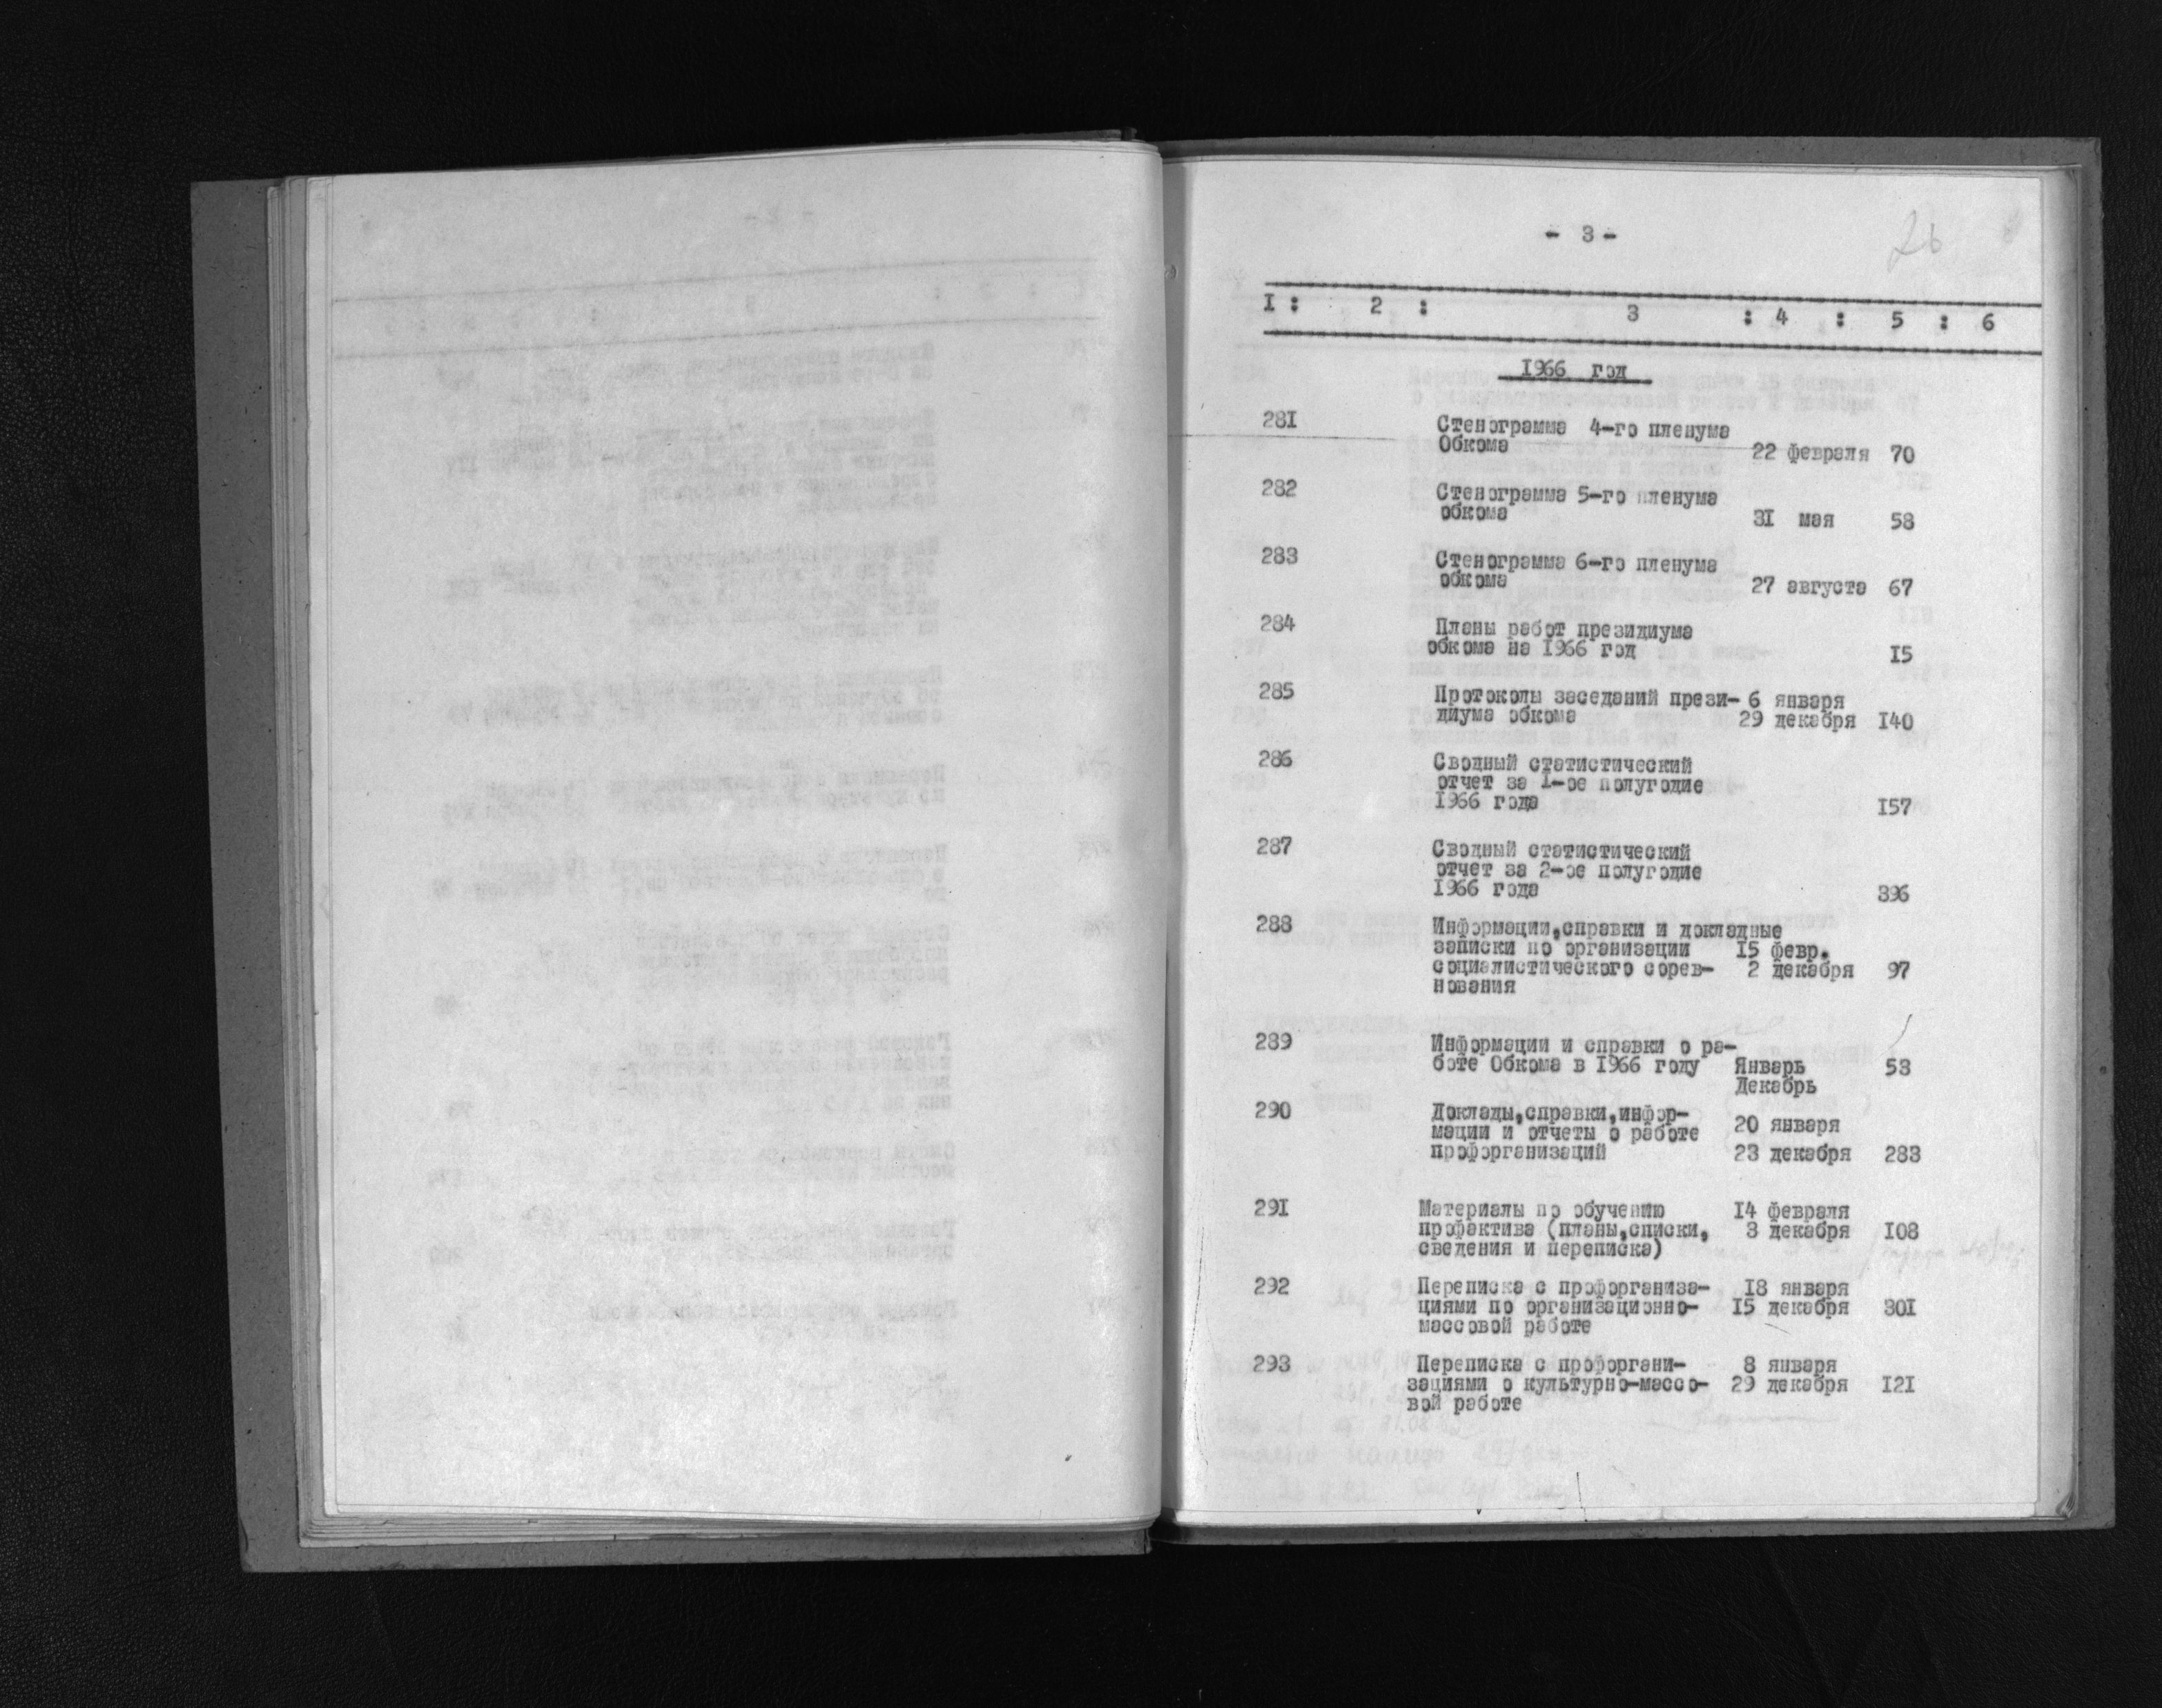 - 3 -
26
I : 2 : 3 : 4 : 5 : 6
1966 год
281 Стенограмма 4-го пленума
Обкома 22 февраля 70
282 Стенограмма 5-го пленума
обкома 31 мая 58
283 Стенограмма 6-го пленума
обкома 27 августа 67
284 Планы работ президиума
обкома на 1966 год 15
285 Протоколы заседаний прези- 6 января
диума обкома 29 декабря 140
286 Сводный статистический
отчет за 1-ое полугодие
1966 года 157
287 Сводный статистический
отчет за 2-ое полугодие
1966 года 396
288 Информации,справки и докладные
записки по организации 15 февр.
социалистического сорев- 2 декабря 97
нования
289 Информации и справки о ра-
боте Обкома в 1966 году Январь 58
Декабрь
290 Доклады,справки,инфор-
мации и отчеты о работе 20 января
профорганизаций 23 декабря 283
291 Материалы по обучению 14 февраля
профактива (планы,списки, 3 декабря 108
сведения и переписка)
292 Переписка с профорганиза- 18 января
циями по организационно- 15 декабря 301
массовой работе
293 Переписка с профоргани- 8 января
зациями о культурно-массо- 29 декабря 121
вой работе